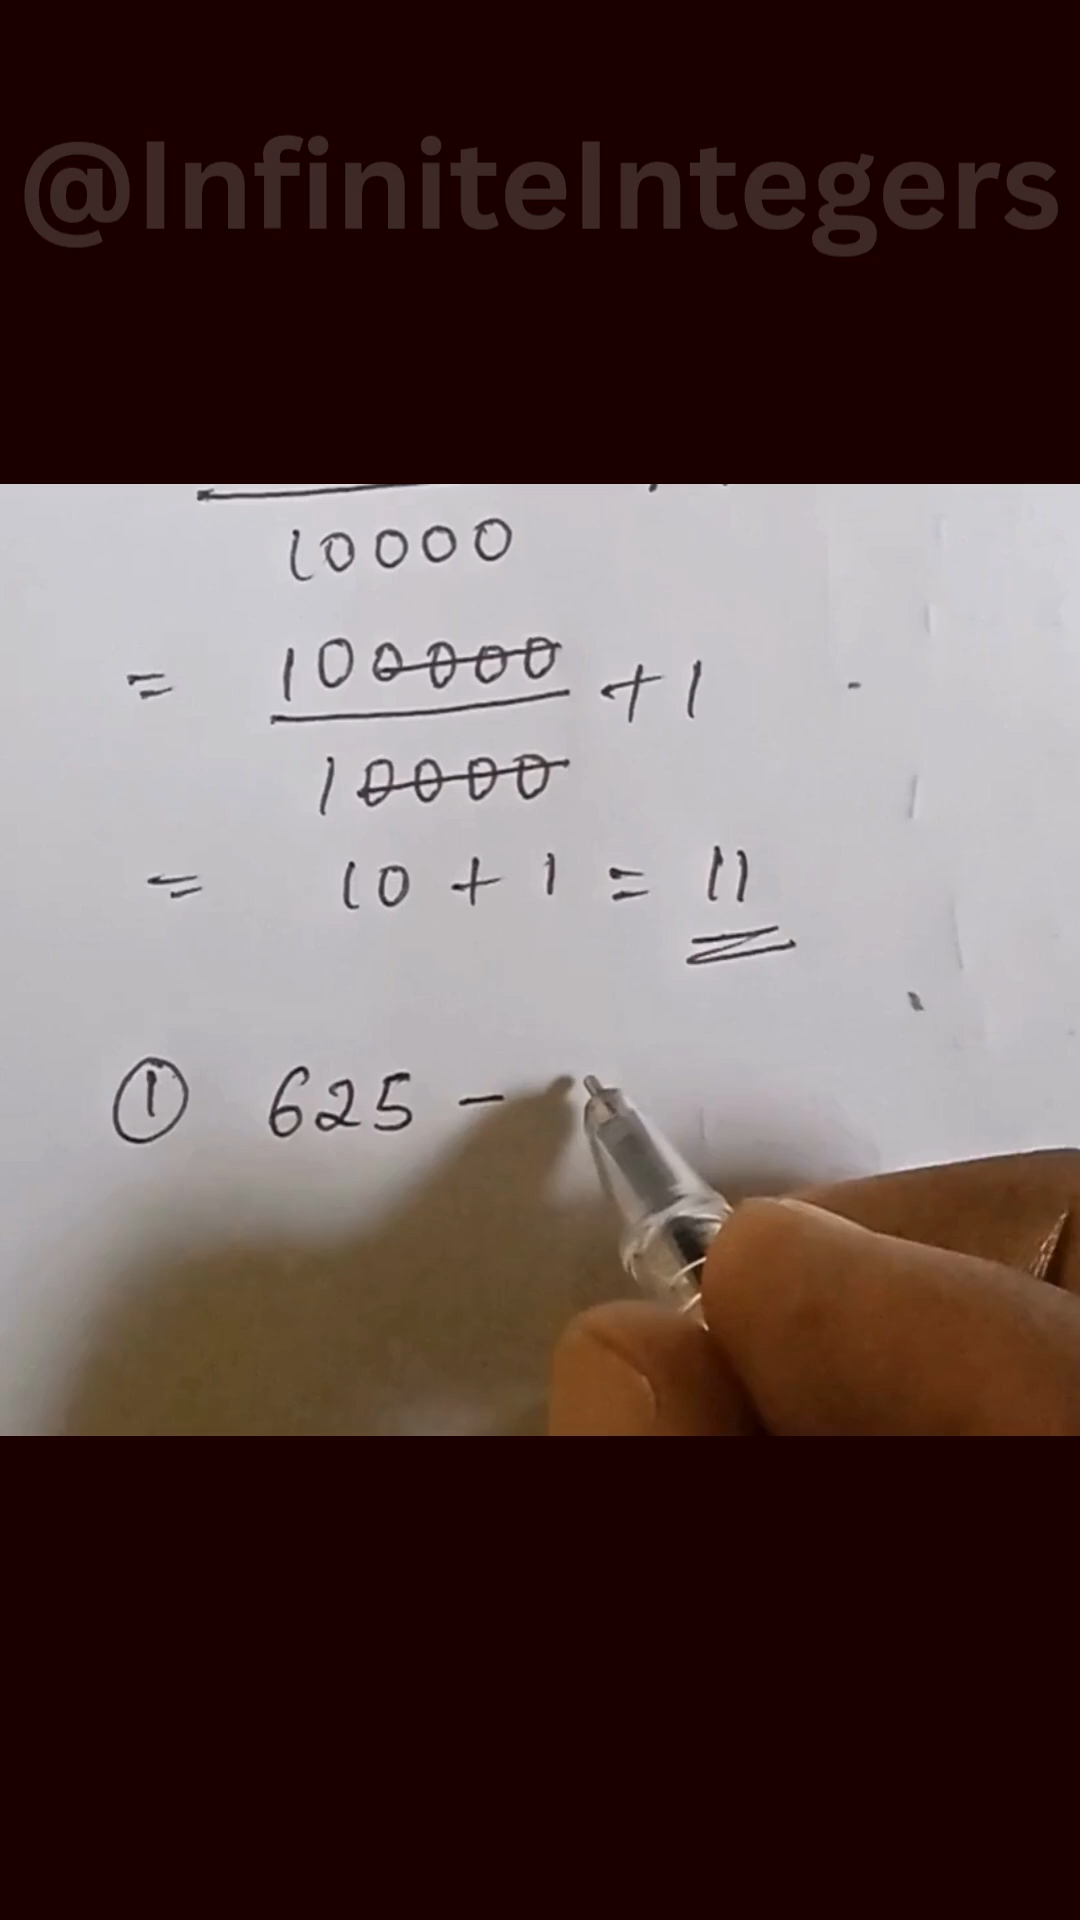 @InfiniteIntegers
10000
= 100000 + 1
10000
= 10 + 1 = 11
① 625 -